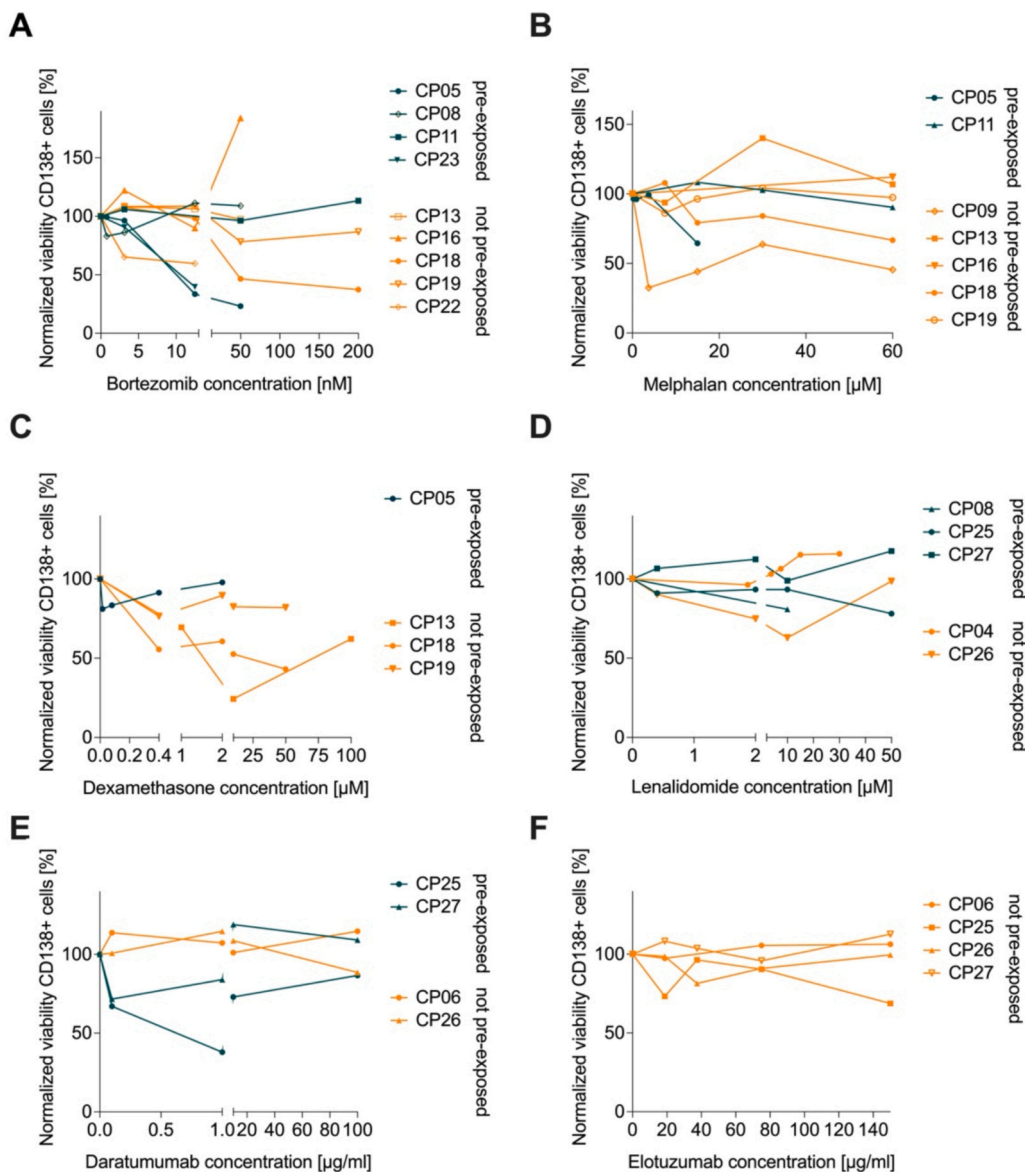 A
Normalized viability CD138+ cells [%]
150
100
50
0
0
5
10
50
100
150
200
Bortezomib concentration [nM]
CP05
CP08
CP11
CP23
pre-exposed
CP13
CP16
CP18
CP19
CP22
not pre-exposed
B
Normalized viability CD138+ cells [%]
150
100
50
0
0
20
40
60
Melphalan concentration [µM]
CP05
CP11
pre-exposed
CP09
CP13
CP16
CP18
CP19
not pre-exposed
C
Normalized viability CD138+ cells [%]
100
50
0
0.0
0.2
0.4
1
2
25
50
75
100
Dexamethasone concentration [µM]
CP05
pre-exposed
CP13
CP18
CP19
not pre-exposed
D
Normalized viability CD138+ cells [%]
100
50
0
0
1
2
10
20
30
40
50
Lenalidomide concentration [µM]
CP08
CP25
CP27
pre-exposed
CP04
CP26
not pre-exposed
E
Normalized viability CD138+ cells [%]
100
50
0
0.0
0.5
1.0
20
40
60
80
100
Daratumumab concentration [µg/ml]
CP25
CP27
pre-exposed
CP06
CP26
not pre-exposed
F
Normalized viability CD138+ cells [%]
100
50
0
0
20
40
60
80
100
120
140
Elotuzumab concentration [µg/ml]
CP06
CP25
CP26
CP27
not pre-exposed